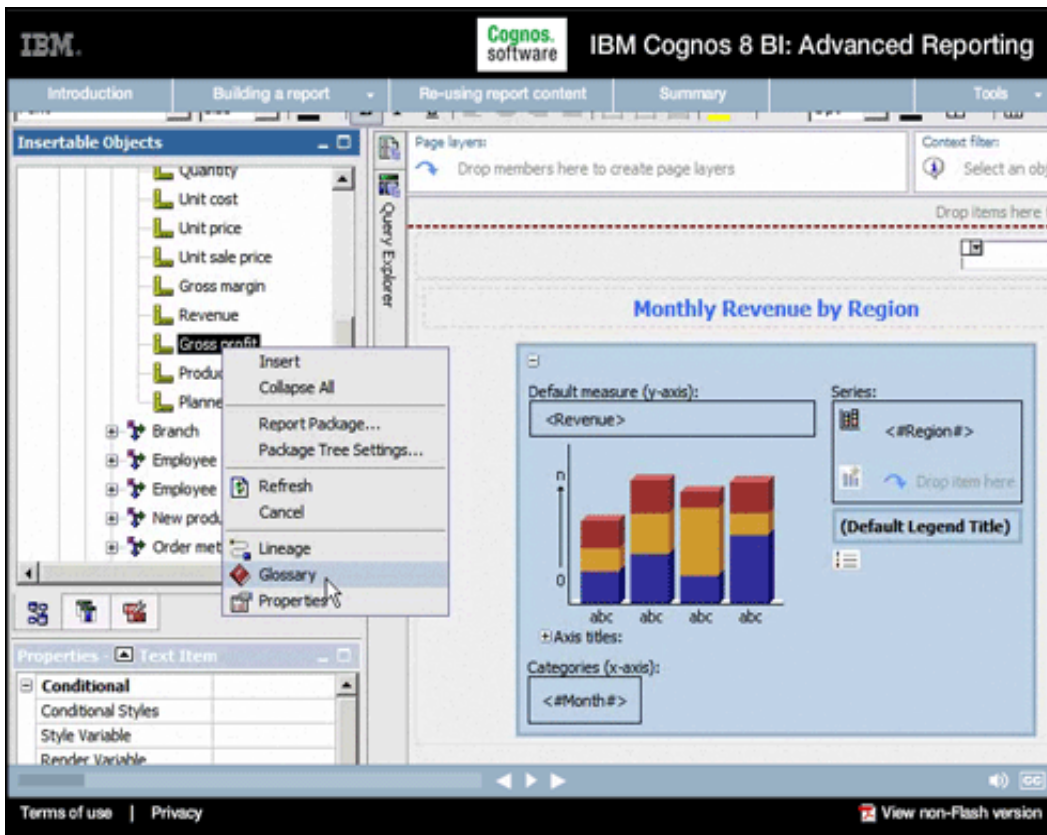 IBM.
Cognos.
software
IBM Cognos 8 BI: Advanced Reporting
Introduction
Building a report
Re-using report content
Summary
Tools
Insertable Objects
Quantity
Unit cost
Unit price
Unit sale price
Gross margin
Revenue
Gross profit
Produc
Planne
Branch
Employee
Employee
New produ
Order met
Insert
Collapse All
Report Package...
Package Tree Settings...
Refresh
Cancel
Lineage
Glossary
Properties
Properties - Text Item
Conditional
Conditional Styles
Style Variable
Render Variable
Query Explorer
Page layers:
Drop members here to create page layers
Context filter:
Select an obj
Drop items here
Monthly Revenue by Region
Default measure (y-axis):
<Revenue>
Series:
<#Region#>
Drop item here
(Default Legend Title)
n
0
abc abc abc abc
Axis titles:
Categories (x-axis):
<#Month#>
CC
Terms of use | Privacy
View non-Flash version